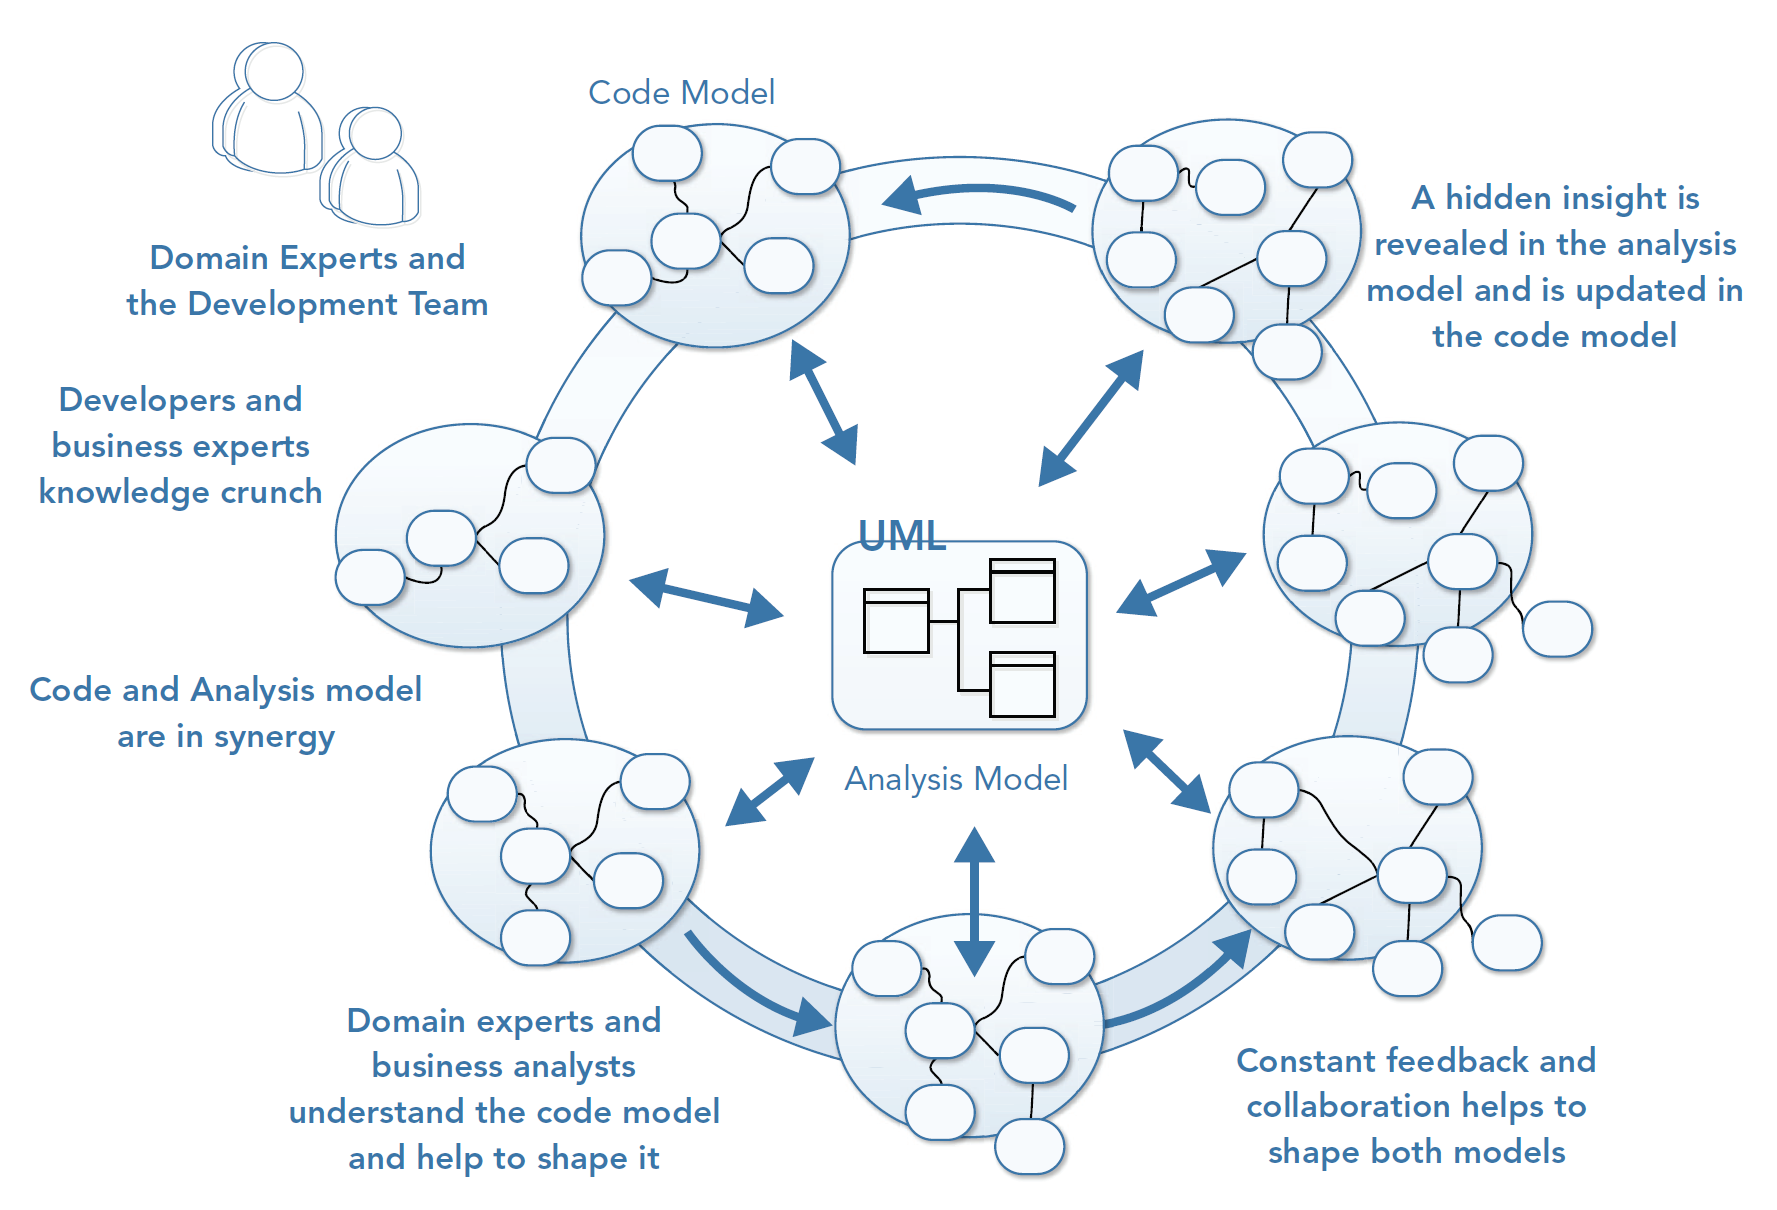 Code Model
A hidden insight is
revealed in the analysis
model and is updated in
the code model
Domain Experts and
the Development Team
Developers and
business experts
knowledge crunch
UML
Analysis Model
Code and Analysis model
are in synergy
Domain experts and
business analysts
understand the code model
and help to shape it
Constant feedback and
collaboration helps to
shape both models